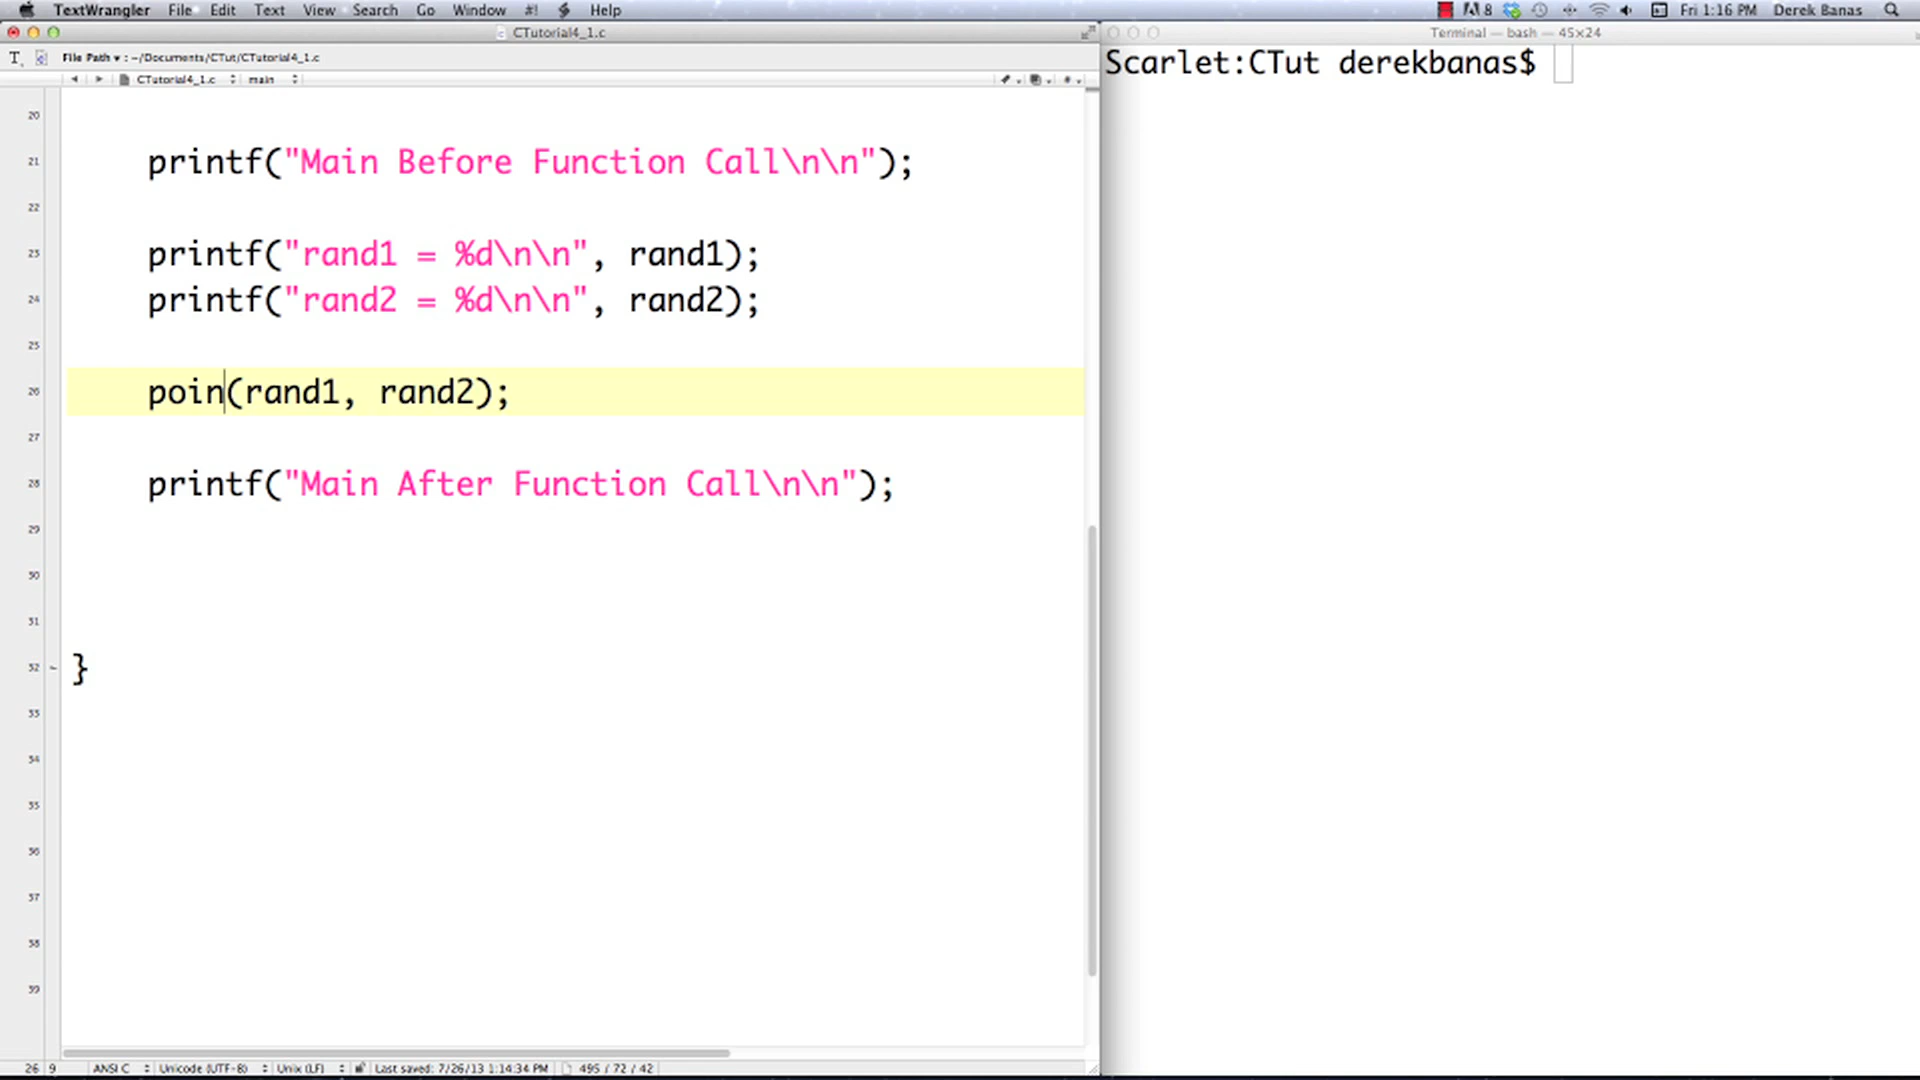 TextWrangler File Edit Text View Search Go Window #! Help 8 Fri 1:16 PM Derek Banas
CTutorial4_1.c
File Path ▾ : ~/Documents/CTut/CTutorial4_1.c
CTutorial4_1.c main
20
21 printf("Main Before Function Call\n\n");
22
23 printf("rand1 = %d\n\n", rand1);
24 printf("rand2 = %d\n\n", rand2);
25
26 poin(rand1, rand2);
27
28 printf("Main After Function Call\n\n");
29
30
31
32 }
33
34
35
36
37
38
39
26 9 ANSI C Unicode (UTF-8) Unix (LF) Last saved: 7/26/13 1:14:34 PM 495 / 72 / 42
Terminal — bash — 45×24
Scarlet:CTut derekbanas$